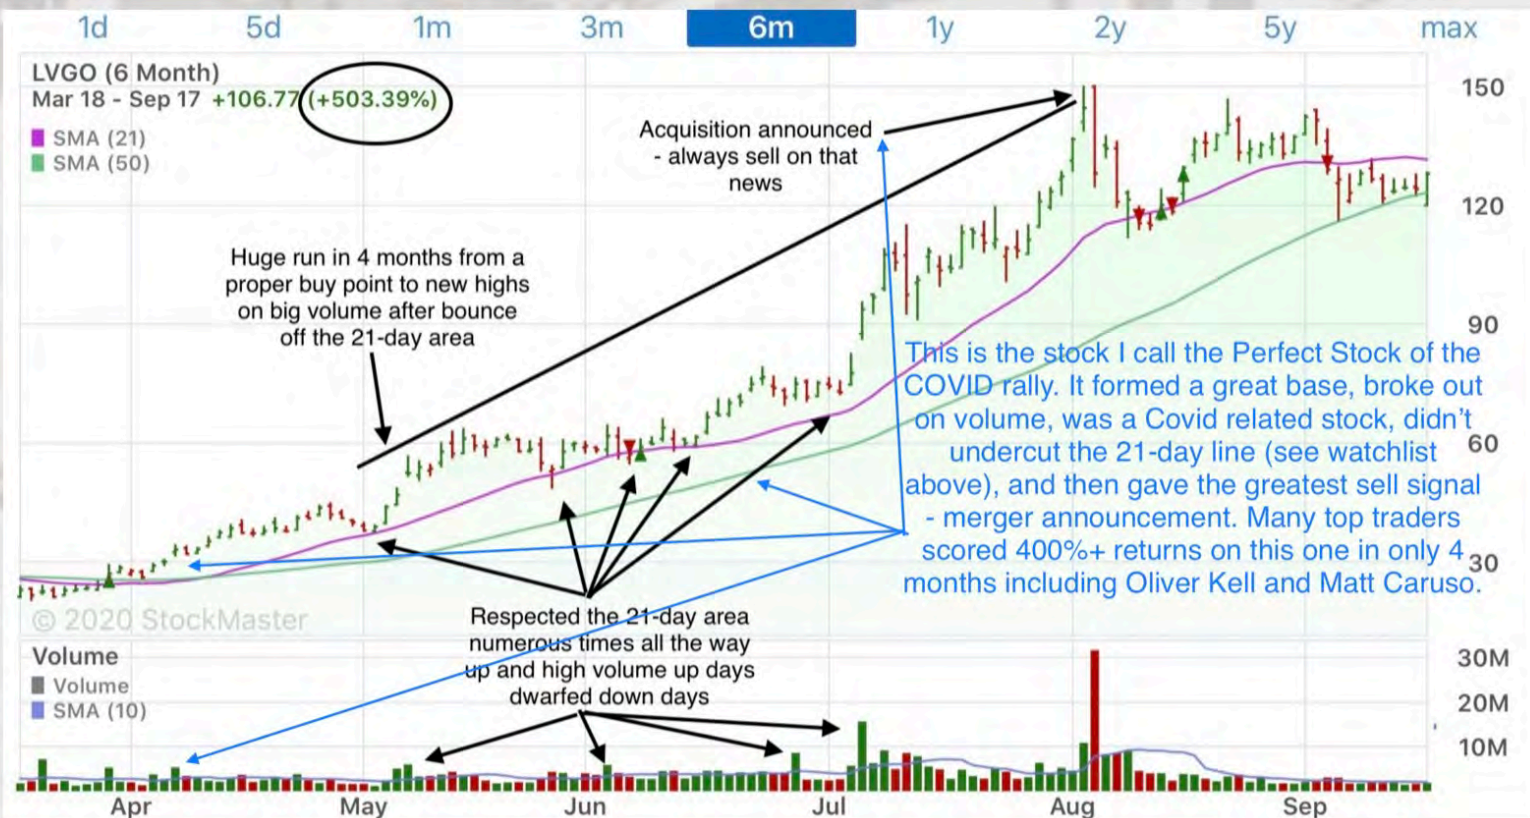 1d 5d 1m 3m 6m 1y 2y 5y max
LVGO (6 Month)
Mar 18 - Sep 17 +106.77 (+503.39%)
SMA (21)
SMA (50)
Acquisition announced
- always sell on that
news
Huge run in 4 months from a
proper buy point to new highs
on big volume after bounce
off the 21-day area
150
120
90
60
30
This is the stock I call the Perfect Stock of the
COVID rally. It formed a great base, broke out
on volume, was a Covid related stock, didn't
undercut the 21-day line (see watchlist
above), and then gave the greatest sell signal
- merger announcement. Many top traders
scored 400%+ returns on this one in only 4
months including Oliver Kell and Matt Caruso.
© 2020 StockMaster
Respected the 21-day area
numerous times all the way
up and high volume up days
dwarfed down days
Volume
Volume
SMA (10)
30M
20M
10M
Apr May Jun Jul Aug Sep